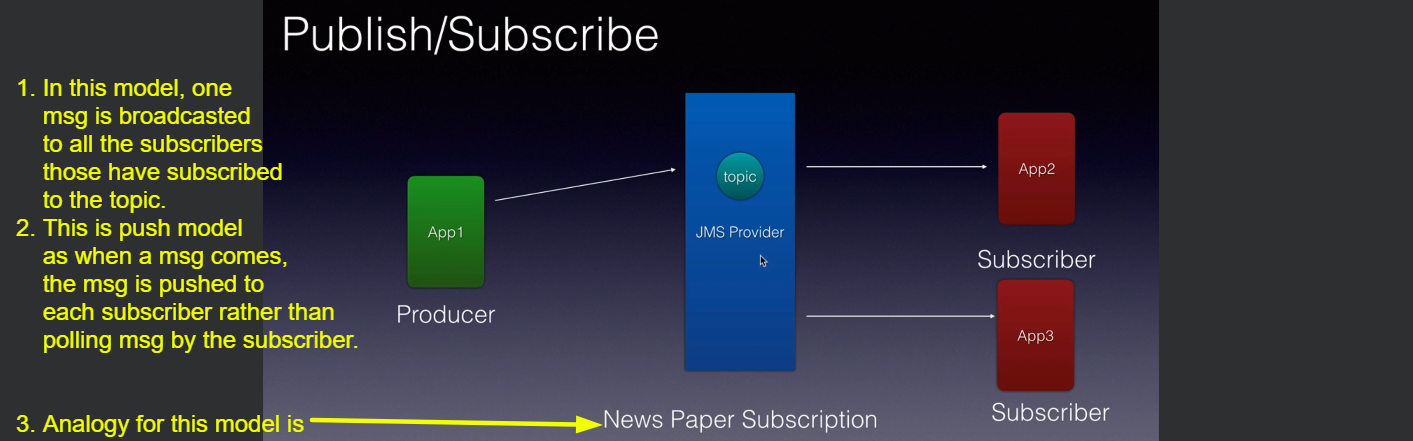 Publish/Subscribe
1. In this model, one
msg is broadcasted
to all the subscribers
those have subscribed
to the topic.
2. This is push model
as when a msg comes,
the msg is pushed to
each subscriber rather than
polling msg by the subscriber.
3. Analogy for this model is
News Paper Subscription
App1
Producer
topic
JMS Provider
App2
Subscriber
App3
Subscriber